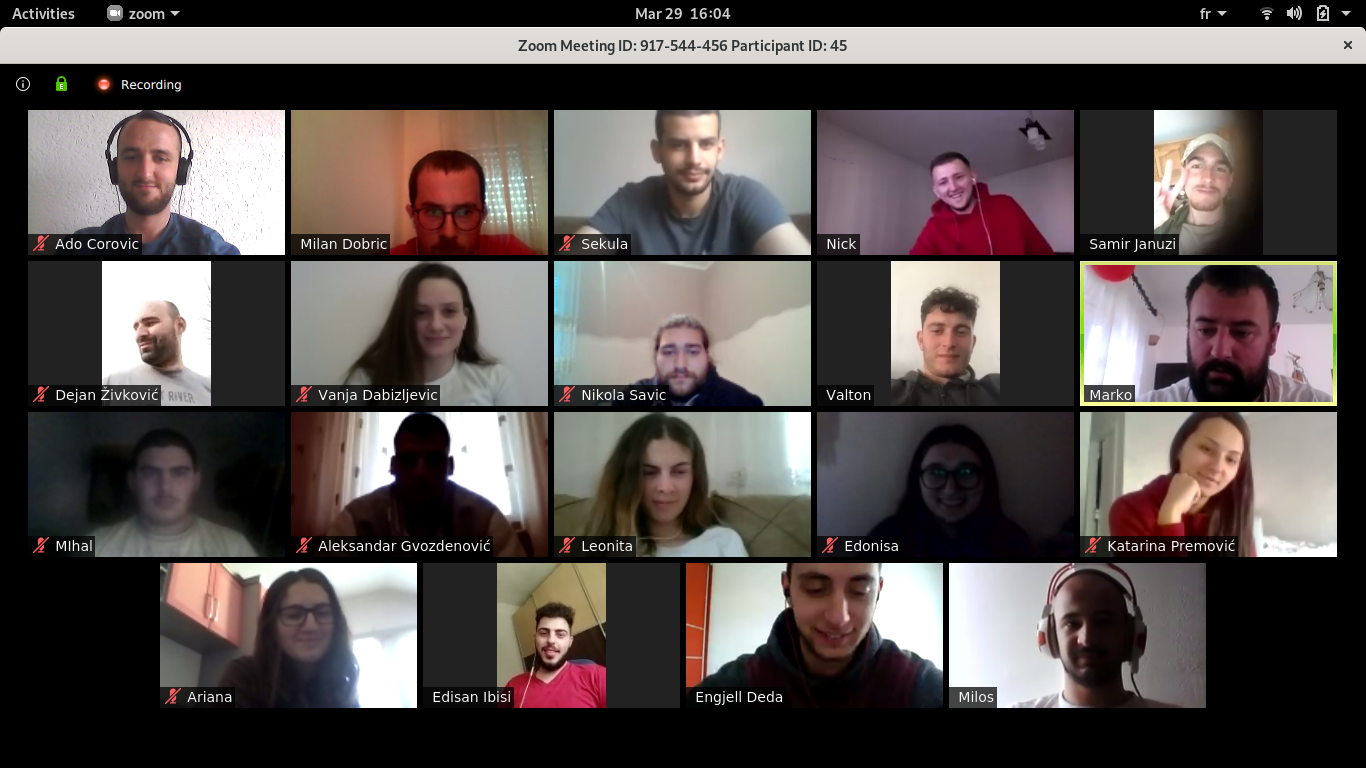 Activities zoom Mar 29 16:04 fr
Zoom Meeting ID: 917-544-456 Participant ID: 45
Recording
Ado Corovic
Milan Dobric
Sekula
Nick
Samir Januzi
Dejan Živković
RIVER
Vanja Dabizljevic
Nikola Savic
Valton
Marko
MIhal
Aleksandar Gvozdenović
Leonita
Edonisa
Katarina Premović
Ariana
Edisan Ibisi
Engjell Deda
Milos